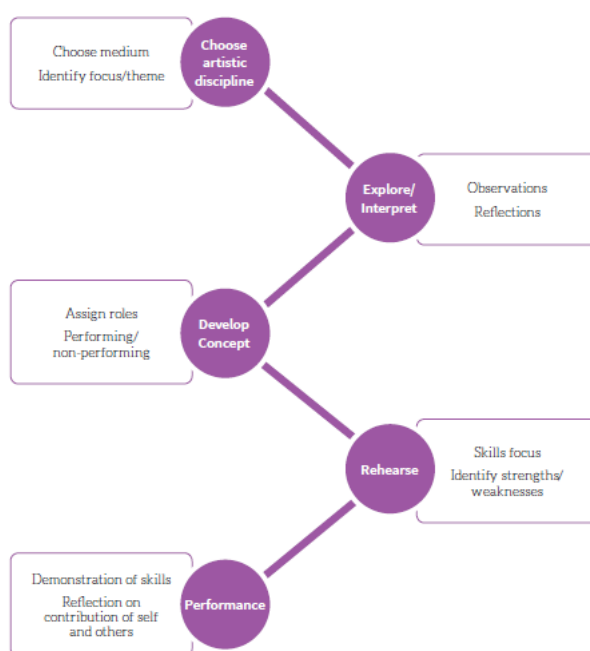 Choose medium
Identify focus/theme
Choose
artistic
discipline
Explore/
Interpret
Observations
Reflections
Assign roles
Performing/
non-performing
Develop
Concept
Rehearse
Skills focus
Identify strengths/
weaknesses
Demonstration of skills
Reflection on
contribution of self
and others
Performance